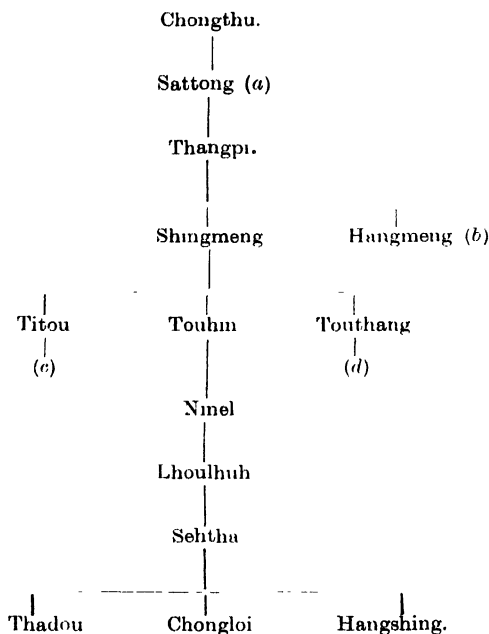 Chongthu.
Sattong (a)
Thangpi.
Shingmeng Hangmeng (b)
Titou Touhin Touthang
(c) (d)
Ninel
Lhoulhuh
Sehtha
Thadou Chongloi Hangshing.